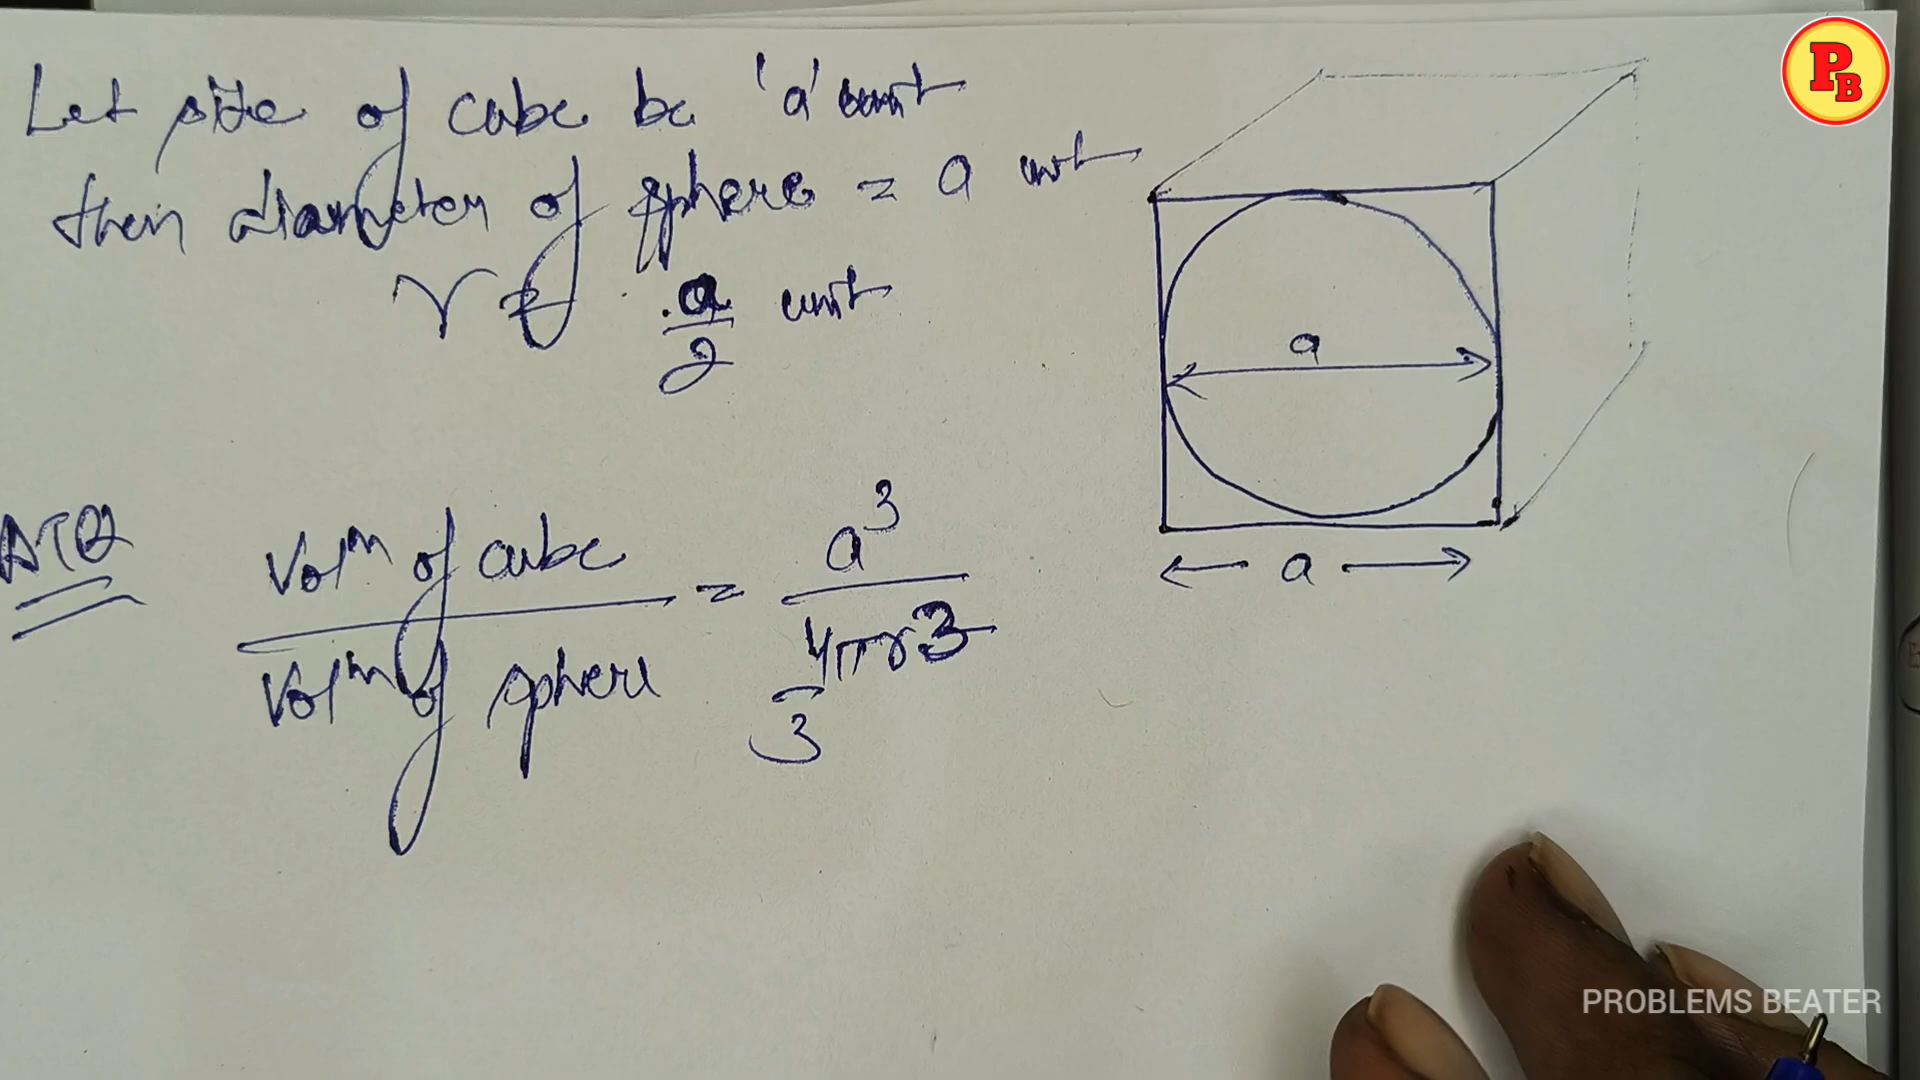 Let side of cube be 'a' unit
then diameter of sphere = a unit
r = a/2 unit
ATQ
Volm of cube / Volm of sphere = a³ / 4/3 πr³
a
← a →
PB
PROBLEMS BEATER